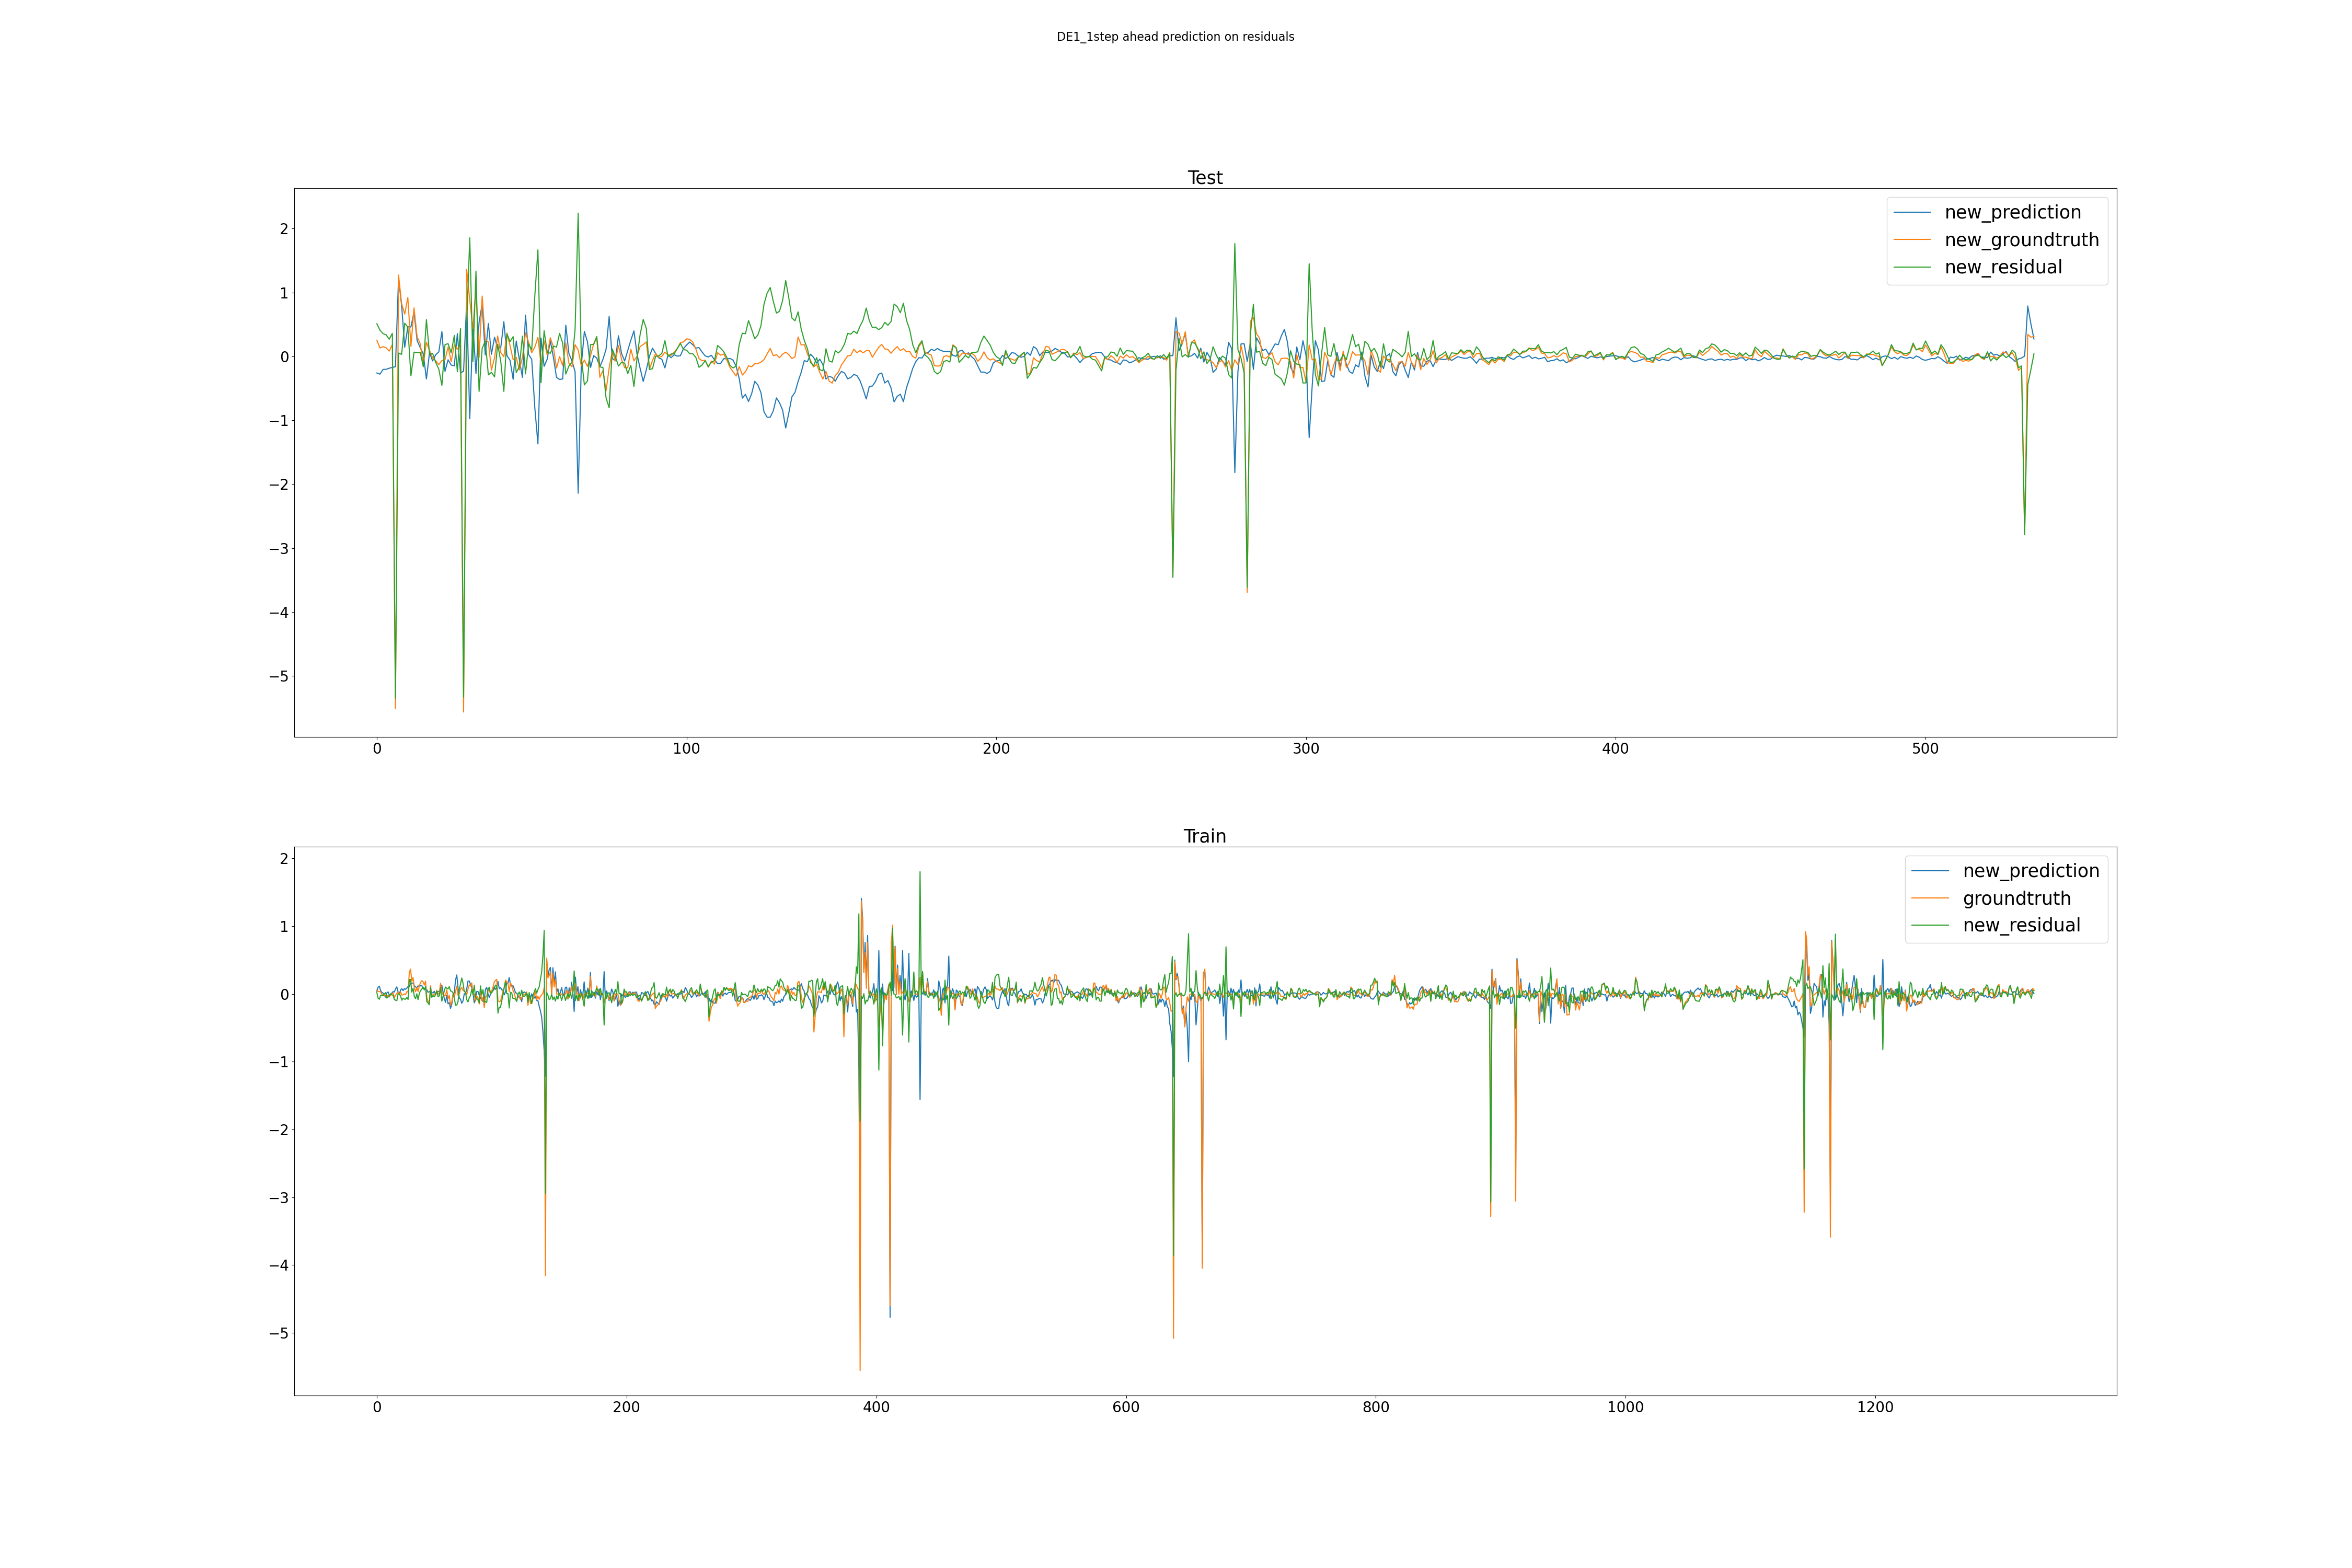 DE1_1step ahead prediction on residuals
Test
new_prediction
new_groundtruth
new_residual
2
1
0
−1
−2
−3
−4
−5
0 100 200 300 400 500
Train
new_prediction
groundtruth
new_residual
2
1
0
−1
−2
−3
−4
−5
0 200 400 600 800 1000 1200